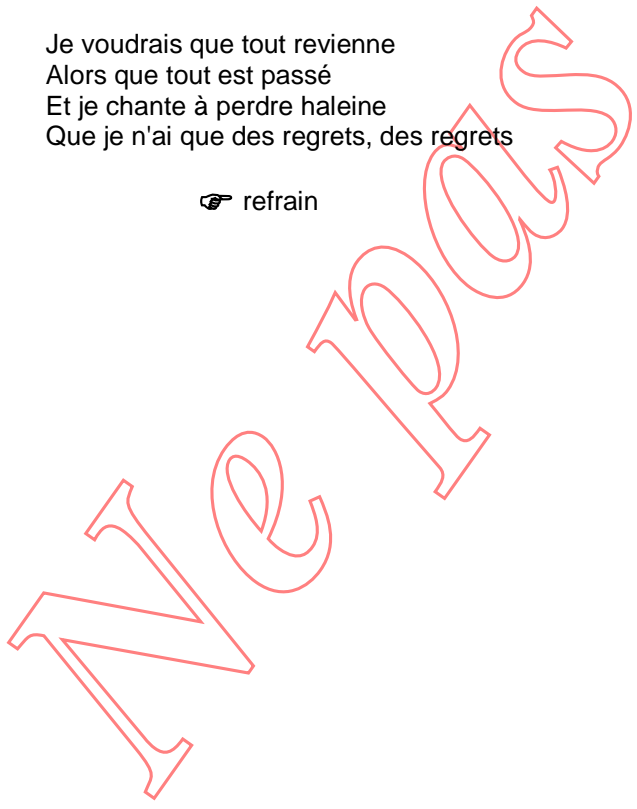 Je voudrais que tout revienne
Alors que tout est passé
Et je chante à perdre haleine
Que je n'ai que des regrets, des regrets
☞ refrain
Ne pas